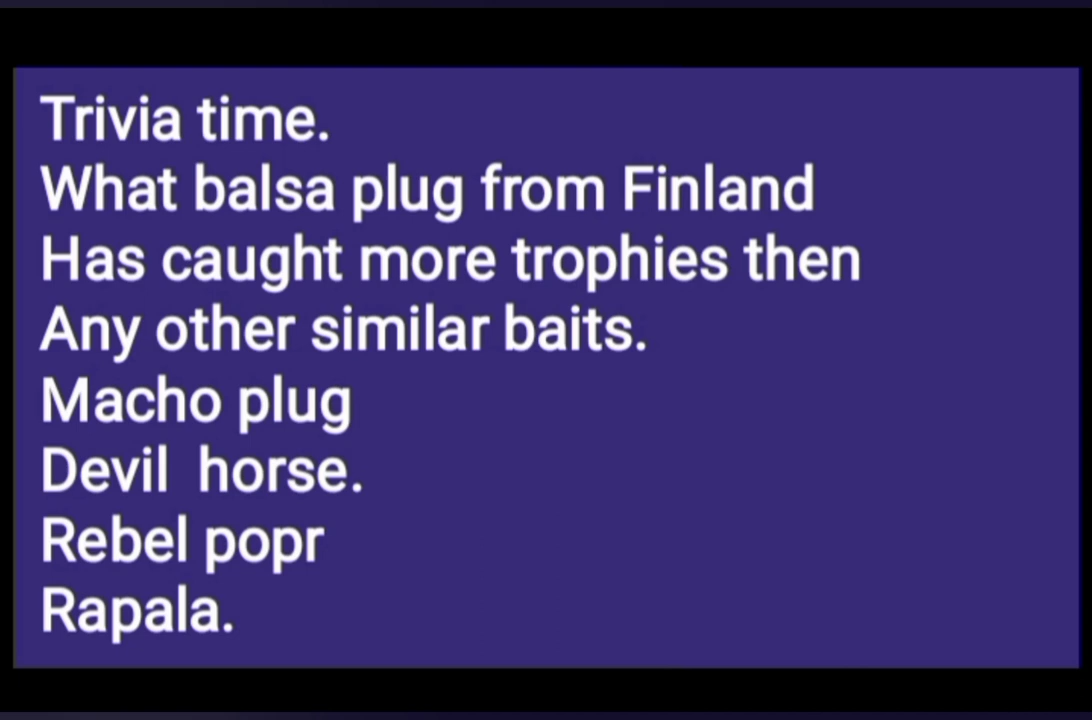 Trivia time.
What balsa plug from Finland
Has caught more trophies then
Any other similar baits.
Macho plug
Devil  horse.
Rebel popr
Rapala.